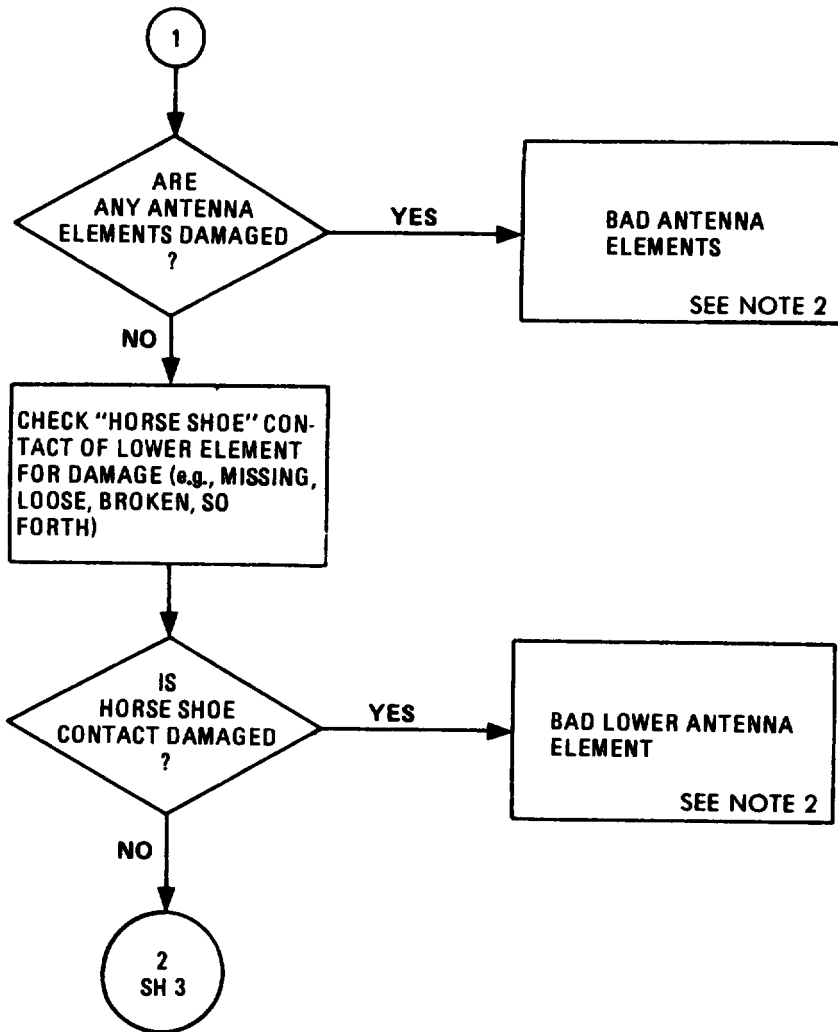 1
ARE
ANY ANTENNA
ELEMENTS DAMAGED
?
YES
BAD ANTENNA
ELEMENTS
SEE NOTE 2
NO
CHECK "HORSE SHOE" CON-
TACT OF LOWER ELEMENT
FOR DAMAGE (e.g., MISSING,
LOOSE, BROKEN, SO
FORTH)
IS
HORSE SHOE
CONTACT DAMAGED
?
YES
BAD LOWER ANTENNA
ELEMENT
SEE NOTE 2
NO
2
SH 3